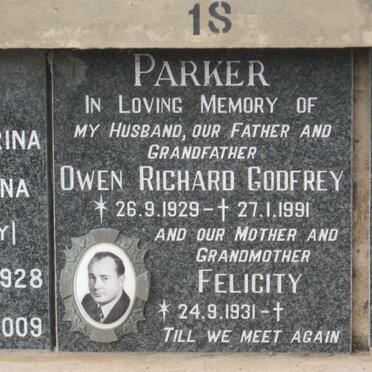 18
PARKER
IN LOVING MEMORY OF
MY HUSBAND, OUR FATHER AND
GRANDFATHER
OWEN RICHARD GODFREY
* 26.9.1929 - † 27.1.1991
AND OUR MOTHER AND
GRANDMOTHER
FELICITY
* 24.9.1931 - †
TILL WE MEET AGAIN
RINA
NA
Y)
928
009